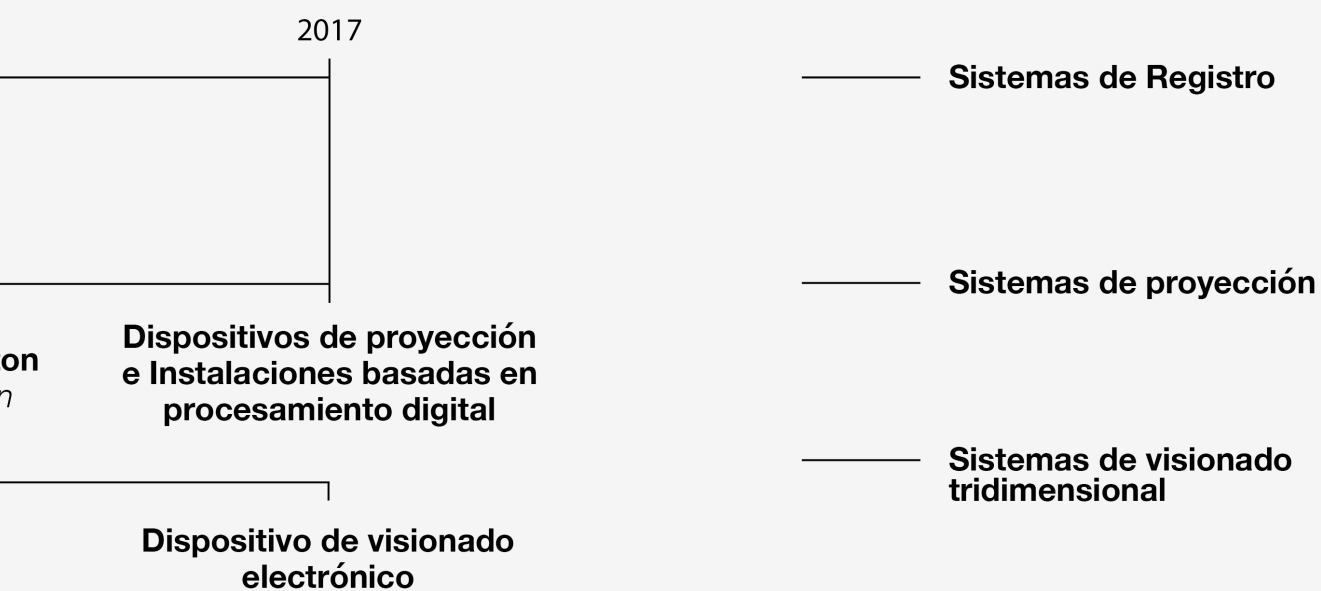 2017
Sistemas de Registro
Sistemas de proyección
Dispositivos de proyección
e Instalaciones basadas en
procesamiento digital
Sistemas de visionado
tridimensional
Dispositivo de visionado
electrónico